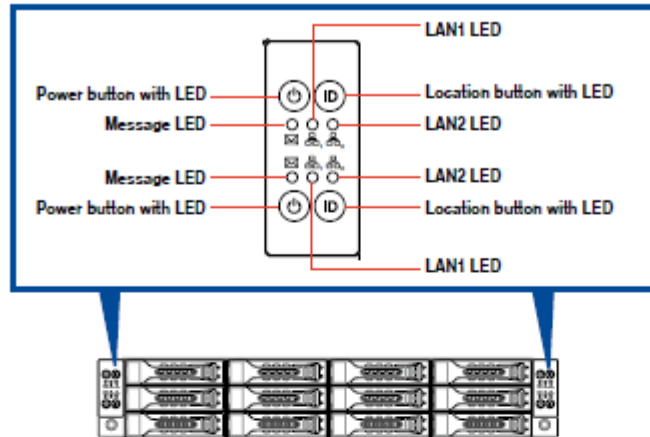 LAN1 LED
Power button with LED
Location button with LED
ID
Message LED
LAN2 LED
Message LED
LAN2 LED
Power button with LED
ID
Location button with LED
LAN1 LED